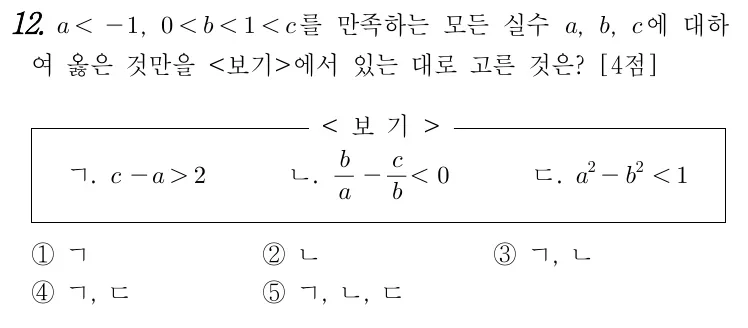 12. a < -1, 0 < b < 1 < c를 만족하는 모든 실수 a, b, c에 대하
여 옳은 것만을 <보기>에서 있는 대로 고른 것은? [4점]
< 보 기 >
ㄱ. c - a > 2 ㄴ. b/a - c/b < 0 ㄷ. a² - b² < 1
① ㄱ ② ㄴ ③ ㄱ, ㄴ
④ ㄱ, ㄷ ⑤ ㄱ, ㄴ, ㄷ